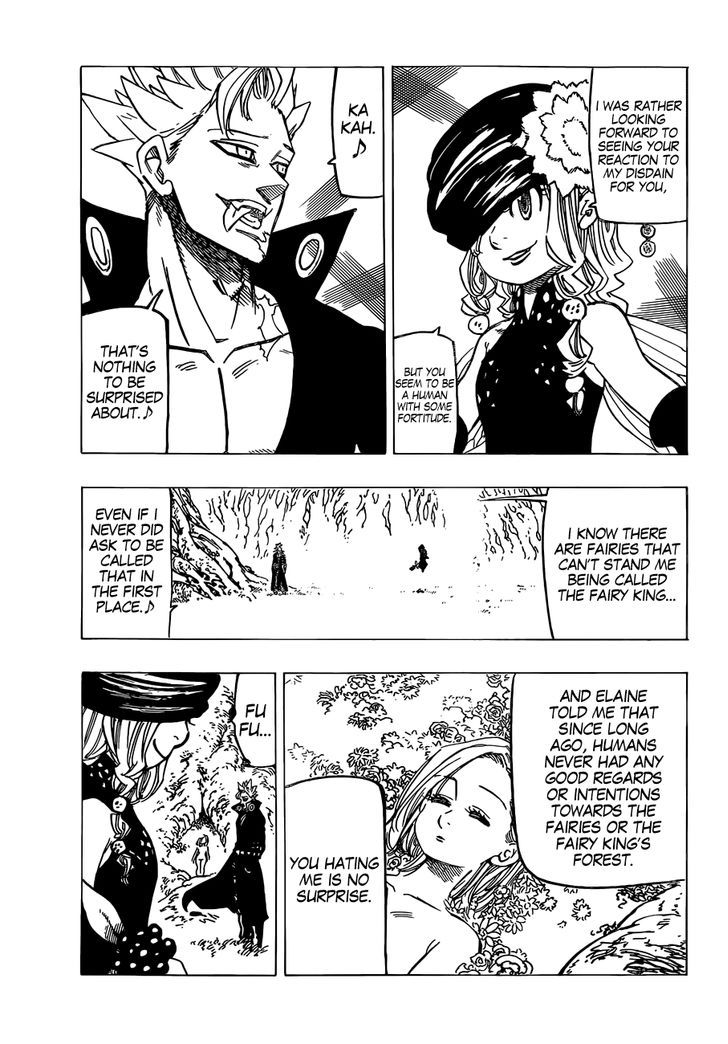 I WAS RATHER
LOOKING
FORWARD TO
SEEING YOUR
REACTION TO
MY DISDAIN
FOR YOU,
BUT YOU
SEEM TO BE
A HUMAN
WITH SOME
FORTITUDE.
KA
KAH.
♪
THAT'S
NOTHING
TO BE
SURPRISED
ABOUT.♪
I KNOW THERE
ARE FAIRIES THAT
CAN'T STAND ME
BEING CALLED
THE FAIRY KING...
EVEN IF I
NEVER DID
ASK TO BE
CALLED
THAT IN
THE FIRST
PLACE.♪
AND ELAINE
TOLD ME THAT
SINCE LONG
AGO, HUMANS
NEVER HAD ANY
GOOD REGARDS
OR INTENTIONS
TOWARDS THE
FAIRIES OR THE
FAIRY KING'S
FOREST.
YOU HATING
ME IS NO
SURPRISE.
FU
FU...